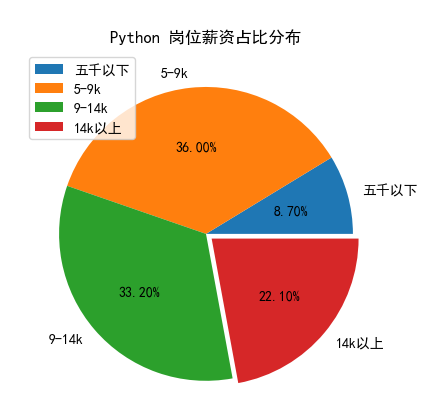 Python 岗位薪资占比分布
五千以下
5-9k
9-14k
14k以上
5-9k
36.00%
五千以下
8.70%
33.20%
22.10%
9-14k
14k以上